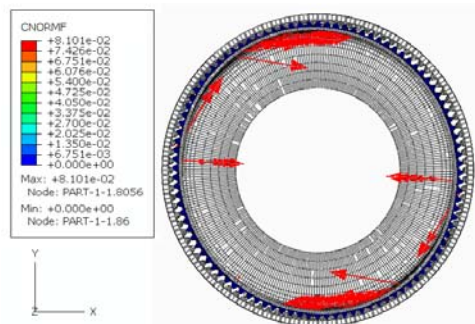 CNORMF
+8.101e-02
+7.426e-02
+6.751e-02
+6.076e-02
+5.400e-02
+4.725e-02
+4.050e-02
+3.375e-02
+2.700e-02
+2.025e-02
+1.350e-02
+6.751e-03
+0.000e+00
Max: +8.101e-02
Node: PART-1-1.8056
Min: +0.000e+00
Node: PART-1-1.86
Y
Z X